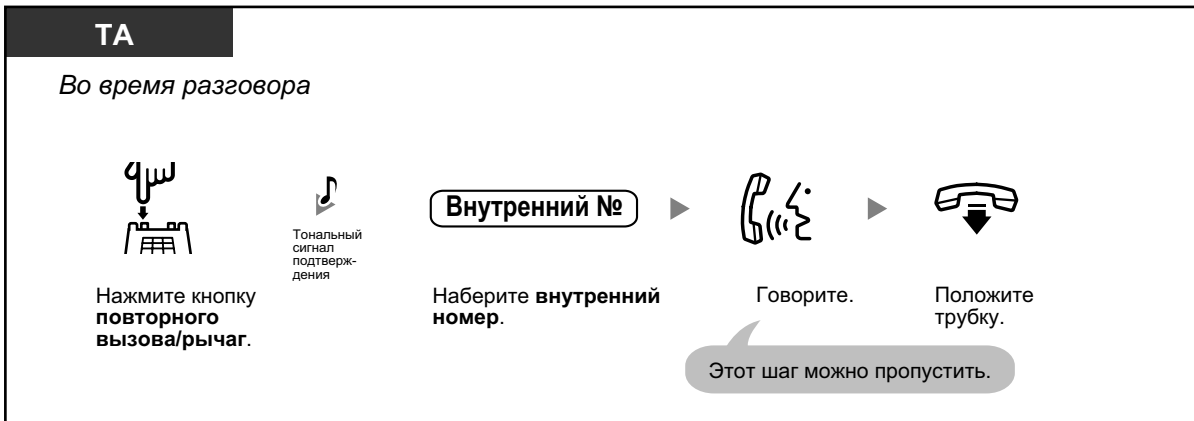 ТА
Во время разговора
Тональный
сигнал
подтверж-
дения
Внутренний №
Нажмите кнопку
повторного
вызова/рычаг.
Наберите внутренний
номер.
Говорите.
Положите
трубку.
Этот шаг можно пропустить.